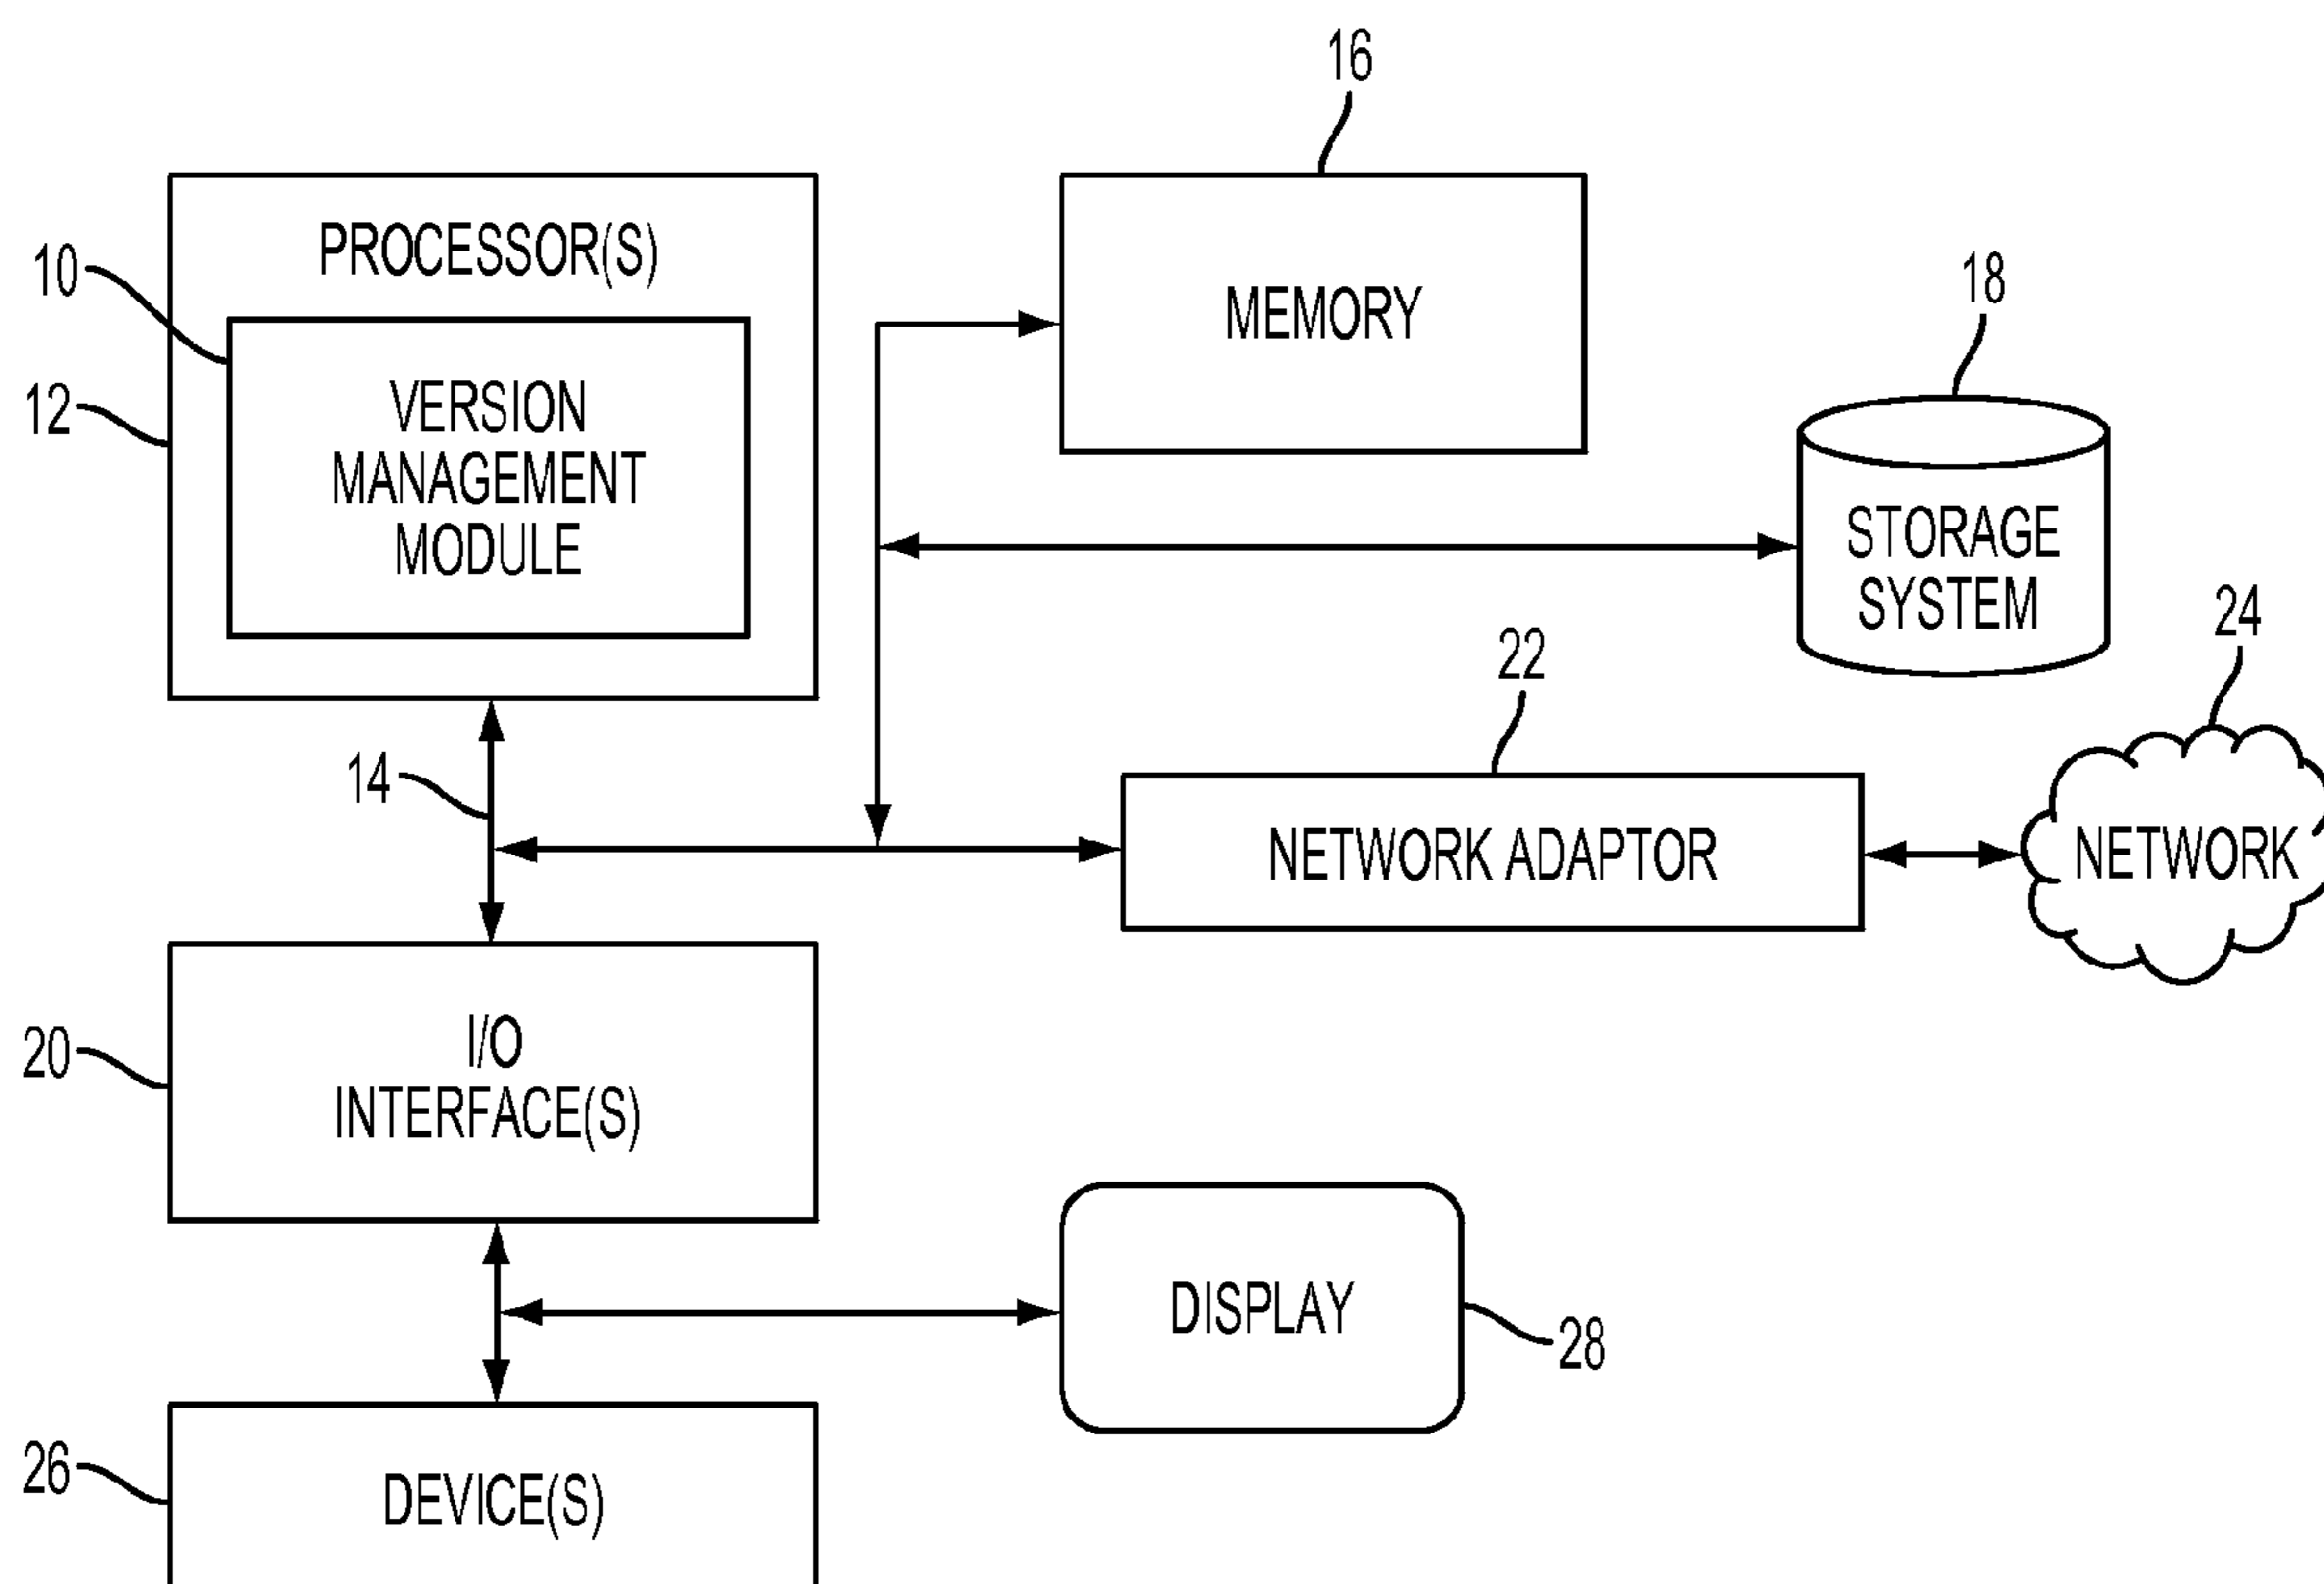 16
PROCESSOR(S)
10
MEMORY
18
12
VERSION
MANAGEMENT
MODULE
STORAGE
SYSTEM
24
22
14
NETWORK ADAPTOR
NETWORK
I/O
INTERFACE(S)
20
DISPLAY
28
26
DEVICE(S)